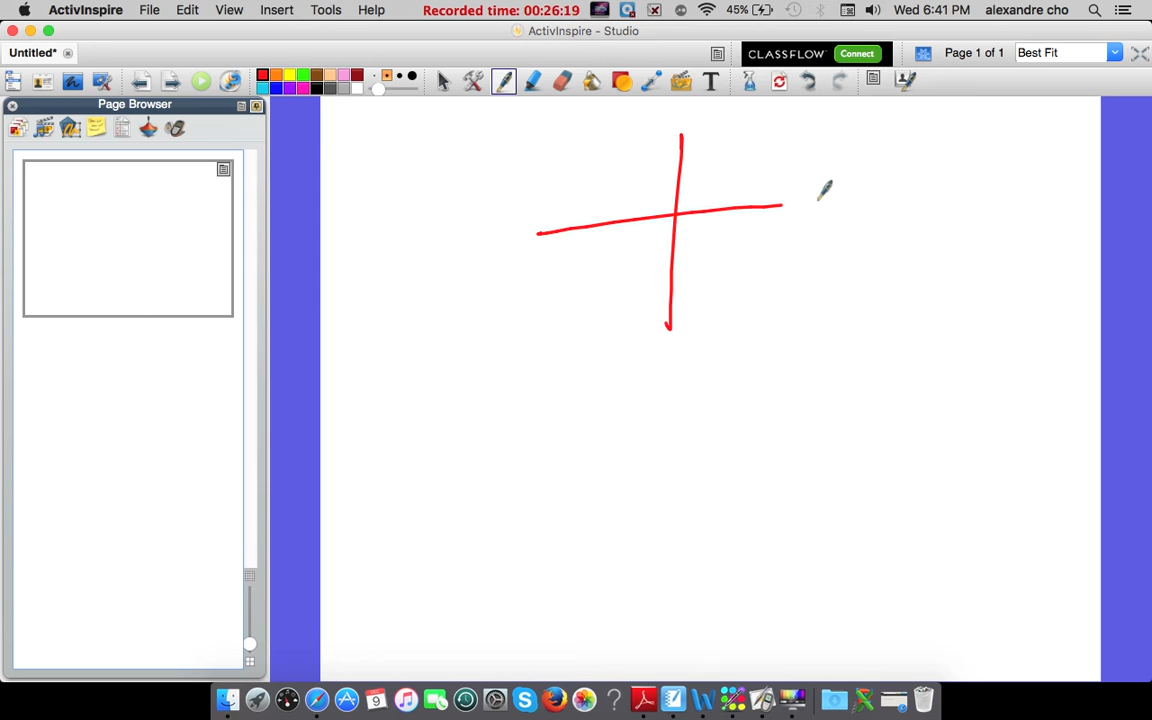 ActivInspire File Edit View Insert Tools Help Recorded time: 00:26:19 45% Wed 6:41 PM alexandre cho
ActivInspire - Studio
Untitled* CLASSFLOW Connect Page 1 of 1 Best Fit
T
Page Browser
9 S ? W X